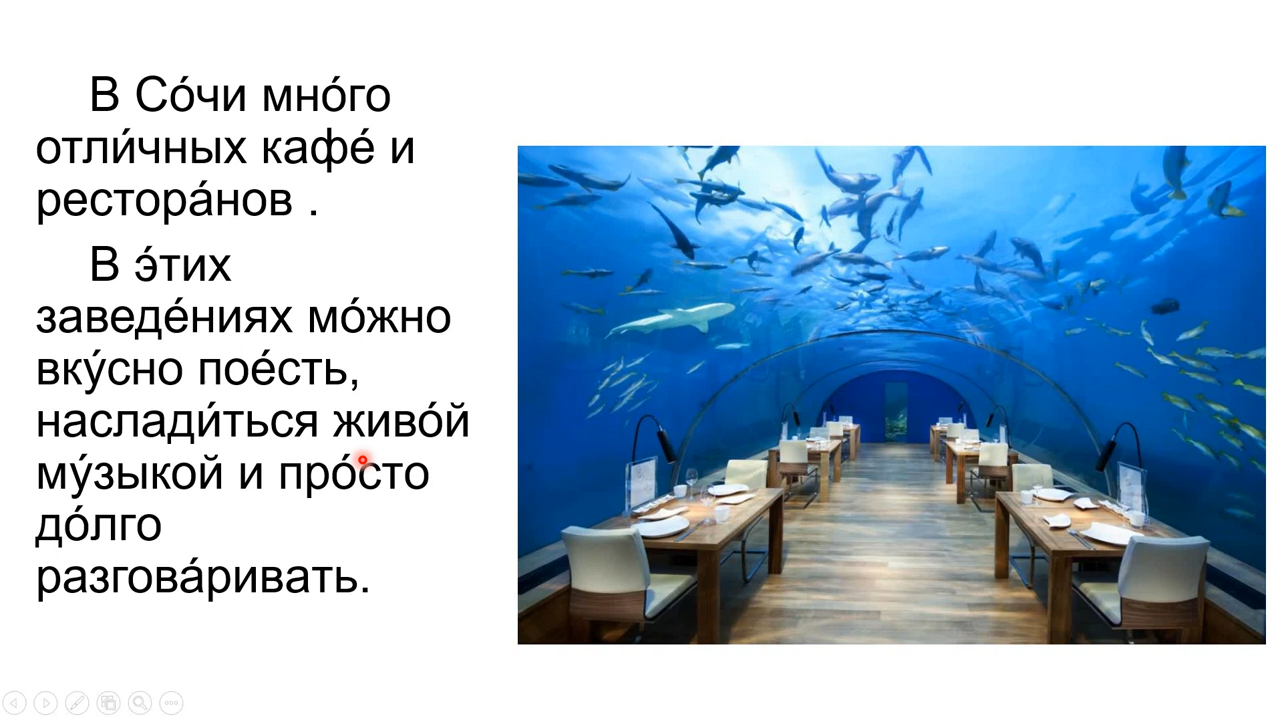 В Со́чи мно́го
отли́чных кафе́ и
рестора́нов .
В э́тих
заведе́ниях мо́жно
вку́сно пое́сть,
наслади́ться живо́й
му́зыкой и про́сто
до́лго
разгова́ривать.